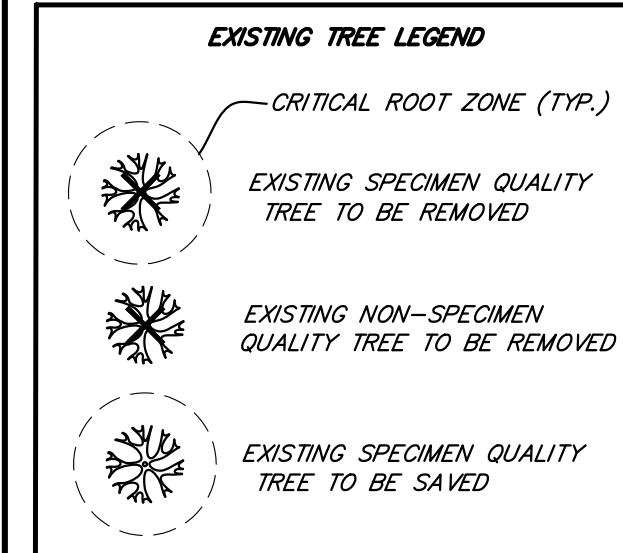 EXISTING TREE LEGEND
CRITICAL ROOT ZONE (TYP.)
EXISTING SPECIMEN QUALITY
TREE TO BE REMOVED
EXISTING NON-SPECIMEN
QUALITY TREE TO BE REMOVED
EXISTING SPECIMEN QUALITY
TREE TO BE SAVED